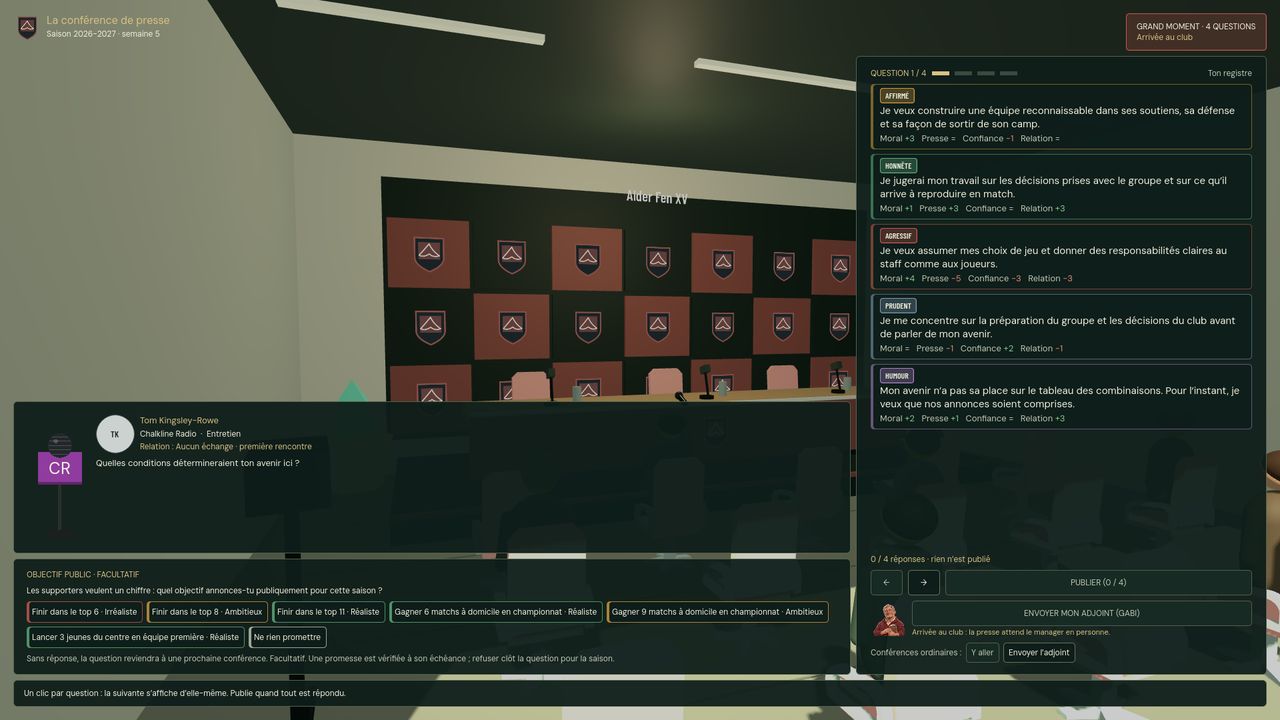 La conférence de presse
Saison 2026-2027 · semaine 5
GRAND MOMENT · 4 QUESTIONS
Arrivée au club
Alder Fen XV
QUESTION 1 / 4
Ton registre
AFFIRMÉ
Je veux construire une équipe reconnaissable dans ses soutiens, sa défense
et sa façon de sortir de son camp.
Moral +3 Presse = Confiance −1 Relation =
HONNÊTE
Je jugerai mon travail sur les décisions prises avec le groupe et sur ce qu'il
arrive à reproduire en match.
Moral +1 Presse +3 Confiance = Relation +3
AGRESSIF
Je veux assumer mes choix de jeu et donner des responsabilités claires au
staff comme aux joueurs.
Moral +4 Presse −5 Confiance −3 Relation −3
PRUDENT
Je me concentre sur la préparation du groupe et les décisions du club avant
de parler de mon avenir.
Moral = Presse −1 Confiance +2 Relation −1
HUMOUR
Mon avenir n'a pas sa place sur le tableau des combinaisons. Pour l'instant, je
veux que nos annonces soient comprises.
Moral +2 Presse +1 Confiance = Relation +3
CR
TK
Tom Kingsley-Rowe
Chalkline Radio · Entretien
Relation : Aucun échange · première rencontre
Quelles conditions détermineraient ton avenir ici ?
OBJECTIF PUBLIC · FACULTATIF
Les supporters veulent un chiffre : quel objectif annonces-tu publiquement pour cette saison ?
Finir dans le top 6 · Irréaliste
Finir dans le top 8 · Ambitieux
Finir dans le top 11 · Réaliste
Gagner 6 matchs à domicile en championnat · Réaliste
Gagner 9 matchs à domicile en championnat · Ambitieux
Lancer 3 jeunes du centre en équipe première · Réaliste
Ne rien promettre
Sans réponse, la question reviendra à une prochaine conférence. Facultatif. Une promesse est vérifiée à son échéance ; refuser clôt la question pour la saison.
0 / 4 réponses · rien n'est publié
← → PUBLIER (0 / 4)
ENVOYER MON ADJOINT (GABI)
Arrivée au club : la presse attend le manager en personne.
Conférences ordinaires : Y aller Envoyer l'adjoint
Un clic par question : la suivante s'affiche d'elle-même. Publie quand tout est répondu.